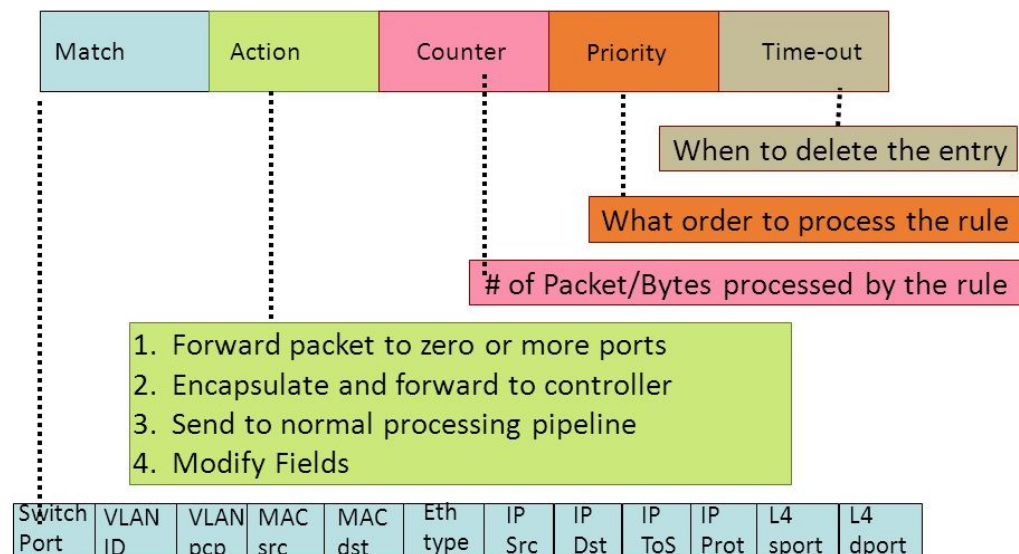 Match Action Counter Priority Time-out
When to delete the entry
What order to process the rule
# of Packet/Bytes processed by the rule
1. Forward packet to zero or more ports
2. Encapsulate and forward to controller
3. Send to normal processing pipeline
4. Modify Fields
Switch Port
VLAN ID
VLAN pcp
MAC src
MAC dst
Eth type
IP Src
IP Dst
IP ToS
IP Prot
L4 sport
L4 dport